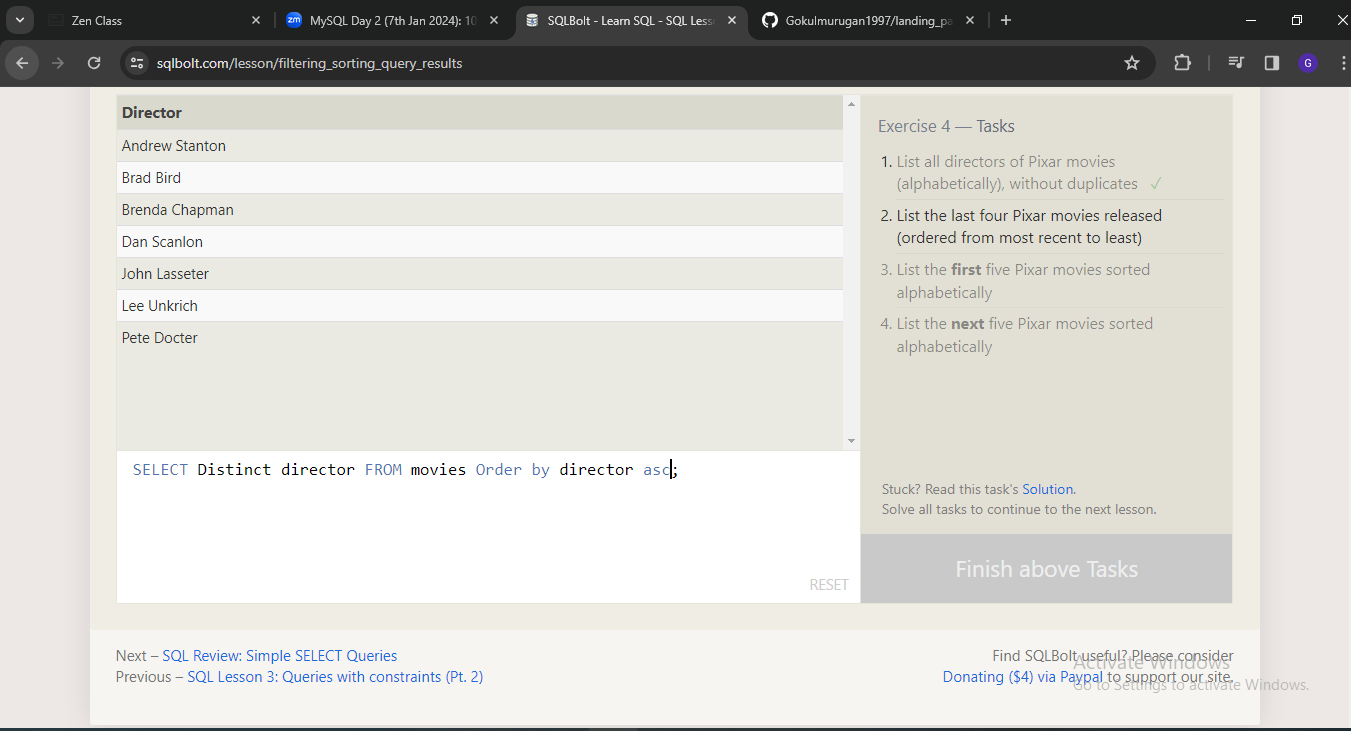 Zen Class
MySQL Day 2 (7th Jan 2024): 10
SQLBolt - Learn SQL - SQL Less
Gokulmurugan1997/landing_pa
sqlbolt.com/lesson/filtering_sorting_query_results
G
Director
Andrew Stanton
Brad Bird
Brenda Chapman
Dan Scanlon
John Lasseter
Lee Unkrich
Pete Docter
SELECT Distinct director FROM movies Order by director asc;
RESET
Exercise 4 — Tasks
1. List all directors of Pixar movies
(alphabetically), without duplicates ✓
2. List the last four Pixar movies released
(ordered from most recent to least)
3. List the first five Pixar movies sorted
alphabetically
4. List the next five Pixar movies sorted
alphabetically
Stuck? Read this task's Solution.
Solve all tasks to continue to the next lesson.
Finish above Tasks
Next – SQL Review: Simple SELECT Queries
Previous – SQL Lesson 3: Queries with constraints (Pt. 2)
Find SQLBolt useful? Please consider
Donating ($4) via Paypal to support our site.
Activate Windows
Go to Settings to activate Windows.